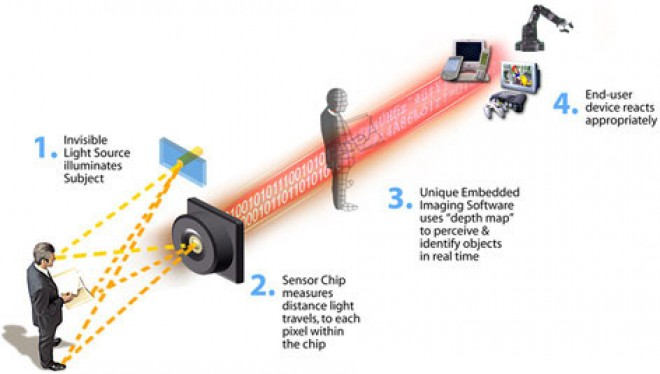 1. Invisible
Light Source
illuminates
Subject
2. Sensor Chip
measures
distance light
travels, to each
pixel within
the chip
3. Unique Embedded
Imaging Software
uses "depth map"
to perceive &
identify objects
in real time
4. End-user
device reacts
appropriately